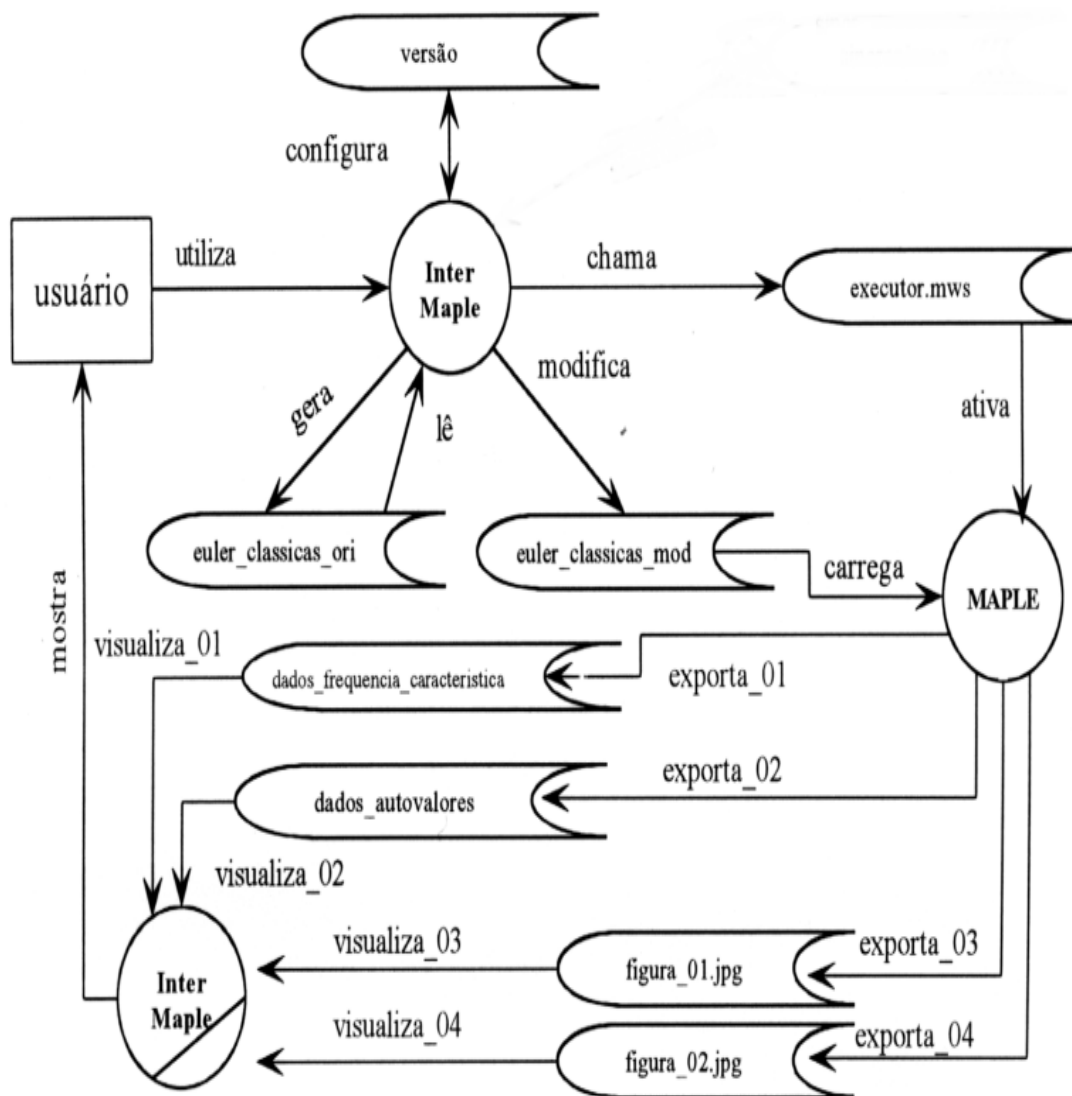 versão
configura
usuário
utiliza
Inter
Maple
chama
executor.mws
gera
lê
modifica
ativa
euler_classicas_ori
euler_classicas_mod
carrega
MAPLE
mostra
visualiza_01
dados_frequencia_caracteristica
exporta_01
dados_autovalores
exporta_02
visualiza_02
Inter
Maple
visualiza_03
figura_01.jpg
exporta_03
visualiza_04
figura_02.jpg
exporta_04